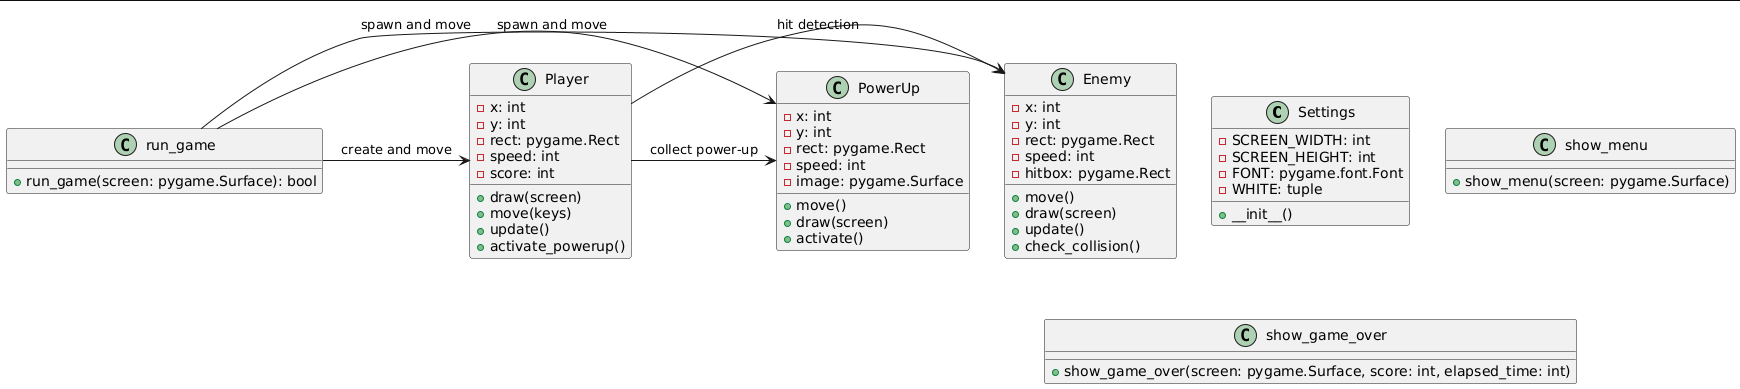 spawn and move
spawn and move
hit detection
C run_game
run_game(screen: pygame.Surface): bool
create and move
C Player
x: int
y: int
rect: pygame.Rect
speed: int
score: int
draw(screen)
move(keys)
update()
activate_powerup()
collect power-up
C PowerUp
x: int
y: int
rect: pygame.Rect
speed: int
image: pygame.Surface
move()
draw(screen)
activate()
C Enemy
x: int
y: int
rect: pygame.Rect
speed: int
hitbox: pygame.Rect
move()
draw(screen)
update()
check_collision()
C Settings
SCREEN_WIDTH: int
SCREEN_HEIGHT: int
FONT: pygame.font.Font
WHITE: tuple
__init__()
C show_menu
show_menu(screen: pygame.Surface)
C show_game_over
show_game_over(screen: pygame.Surface, score: int, elapsed_time: int)